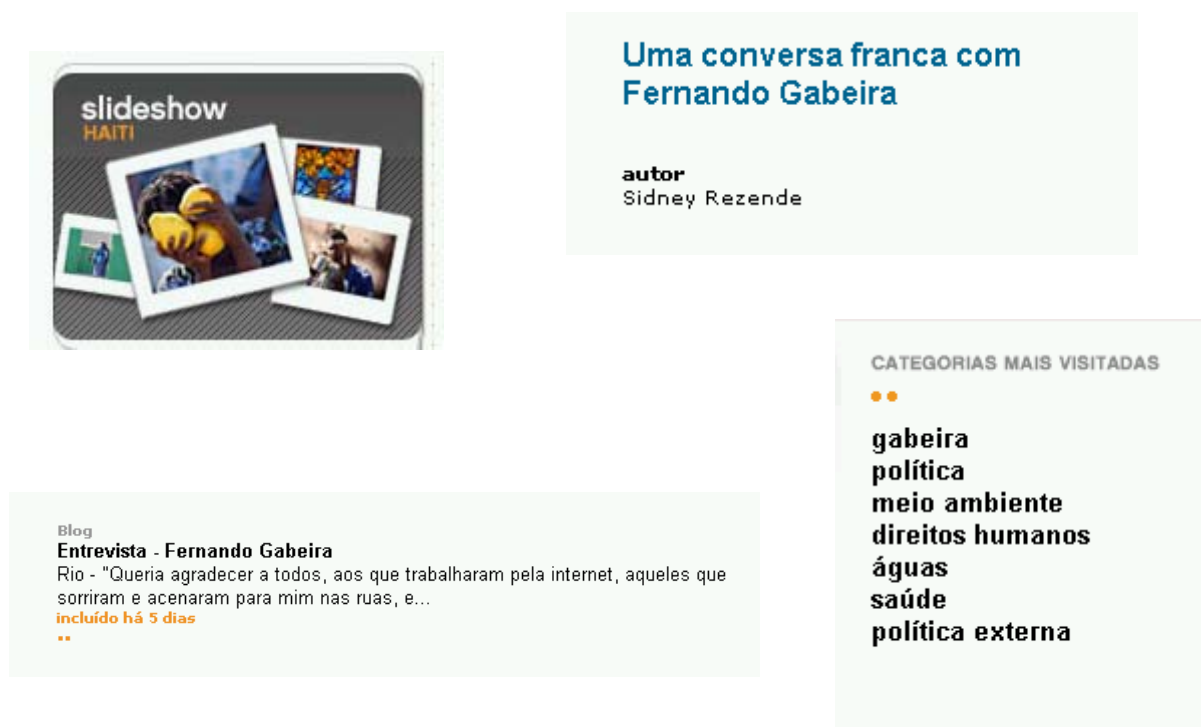 slideshow
HAITI
Uma conversa franca com
Fernando Gabeira
autor
Sidney Rezende
CATEGORIAS MAIS VISITADAS
gabeira
política
meio ambiente
direitos humanos
águas
saúde
política externa
Blog
Entrevista - Fernando Gabeira
Rio - "Queria agradecer a todos, aos que trabalharam pela internet, aqueles que
sorriram e acenaram para mim nas ruas, e...
incluído há 5 dias